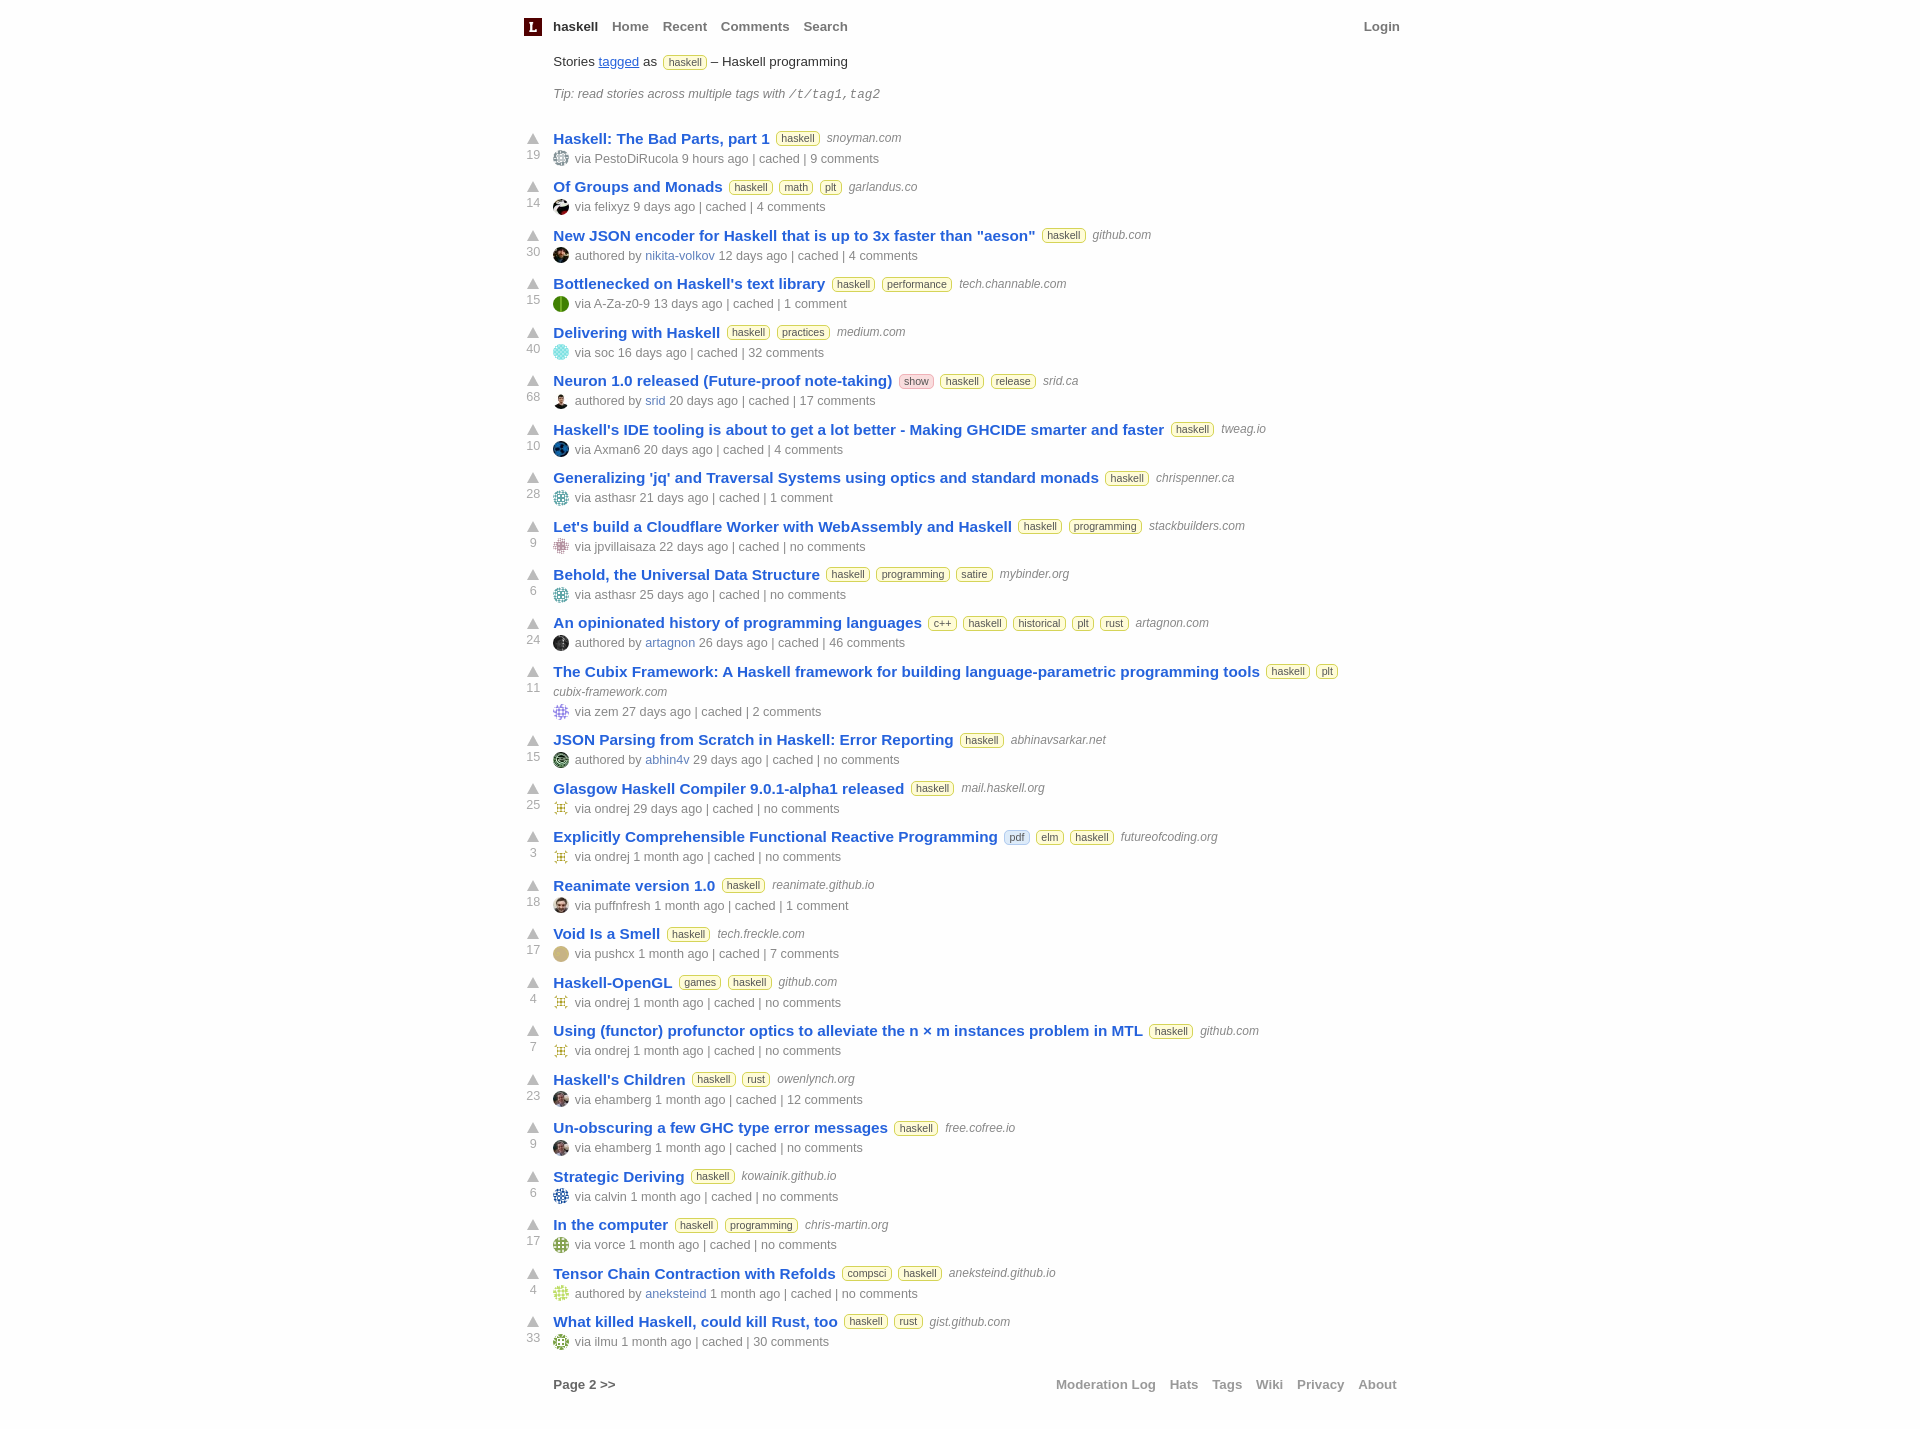 L haskell Home Recent Comments Search Login
Stories tagged as haskell – Haskell programming
Tip: read stories across multiple tags with /t/tag1,tag2
Haskell: The Bad Parts, part 1 haskell snoyman.com
19 via PestoDiRucola 9 hours ago | cached | 9 comments
Of Groups and Monads haskell math plt garlandus.co
14 via felixyz 9 days ago | cached | 4 comments
New JSON encoder for Haskell that is up to 3x faster than "aeson" haskell github.com
30 authored by nikita-volkov 12 days ago | cached | 4 comments
Bottlenecked on Haskell's text library haskell performance tech.channable.com
15 via A-Za-z0-9 13 days ago | cached | 1 comment
Delivering with Haskell haskell practices medium.com
40 via soc 16 days ago | cached | 32 comments
Neuron 1.0 released (Future-proof note-taking) show haskell release srid.ca
68 authored by srid 20 days ago | cached | 17 comments
Haskell's IDE tooling is about to get a lot better - Making GHCIDE smarter and faster haskell tweag.io
10 via Axman6 20 days ago | cached | 4 comments
Generalizing 'jq' and Traversal Systems using optics and standard monads haskell chrispenner.ca
28 via asthasr 21 days ago | cached | 1 comment
Let's build a Cloudflare Worker with WebAssembly and Haskell haskell programming stackbuilders.com
9 via jpvillaisaza 22 days ago | cached | no comments
Behold, the Universal Data Structure haskell programming satire mybinder.org
6 via asthasr 25 days ago | cached | no comments
An opinionated history of programming languages c++ haskell historical plt rust artagnon.com
24 authored by artagnon 26 days ago | cached | 46 comments
The Cubix Framework: A Haskell framework for building language-parametric programming tools haskell plt
11 cubix-framework.com
via zem 27 days ago | cached | 2 comments
JSON Parsing from Scratch in Haskell: Error Reporting haskell abhinavsarkar.net
15 authored by abhin4v 29 days ago | cached | no comments
Glasgow Haskell Compiler 9.0.1-alpha1 released haskell mail.haskell.org
25 via ondrej 29 days ago | cached | no comments
Explicitly Comprehensible Functional Reactive Programming pdf elm haskell futureofcoding.org
3 via ondrej 1 month ago | cached | no comments
Reanimate version 1.0 haskell reanimate.github.io
18 via puffnfresh 1 month ago | cached | 1 comment
Void Is a Smell haskell tech.freckle.com
17 via pushcx 1 month ago | cached | 7 comments
Haskell-OpenGL games haskell github.com
4 via ondrej 1 month ago | cached | no comments
Using (functor) profunctor optics to alleviate the n × m instances problem in MTL haskell github.com
7 via ondrej 1 month ago | cached | no comments
Haskell's Children haskell rust owenlynch.org
23 via ehamberg 1 month ago | cached | 12 comments
Un-obscuring a few GHC type error messages haskell free.cofree.io
9 via ehamberg 1 month ago | cached | no comments
Strategic Deriving haskell kowainik.github.io
6 via calvin 1 month ago | cached | no comments
In the computer haskell programming chris-martin.org
17 via vorce 1 month ago | cached | no comments
Tensor Chain Contraction with Refolds compsci haskell aneksteind.github.io
4 authored by aneksteind 1 month ago | cached | no comments
What killed Haskell, could kill Rust, too haskell rust gist.github.com
33 via ilmu 1 month ago | cached | 30 comments
Page 2 >> Moderation Log Hats Tags Wiki Privacy About